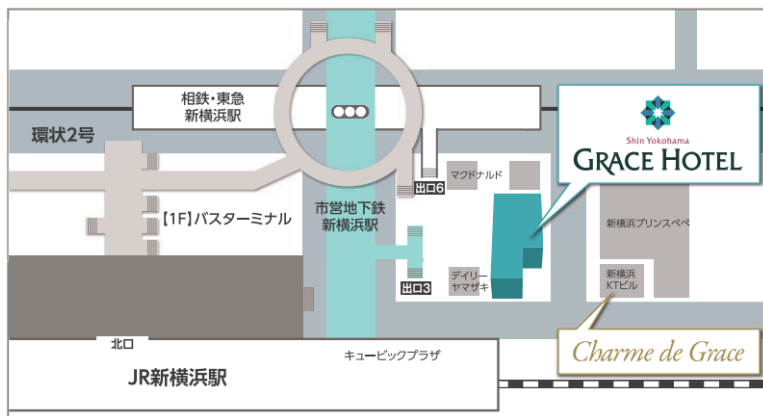 相鉄・東急
新横浜駅
環状2号
Shin Yokohama
GRACE HOTEL
出口6
マクドナルド
【1F】バスターミナル
市営地下鉄
新横浜駅
新横浜プリンスペペ
デイリー
ヤマザキ
出口3
新横浜
KTビル
北口
キュービックプラザ
Charme de Grace
JR新横浜駅